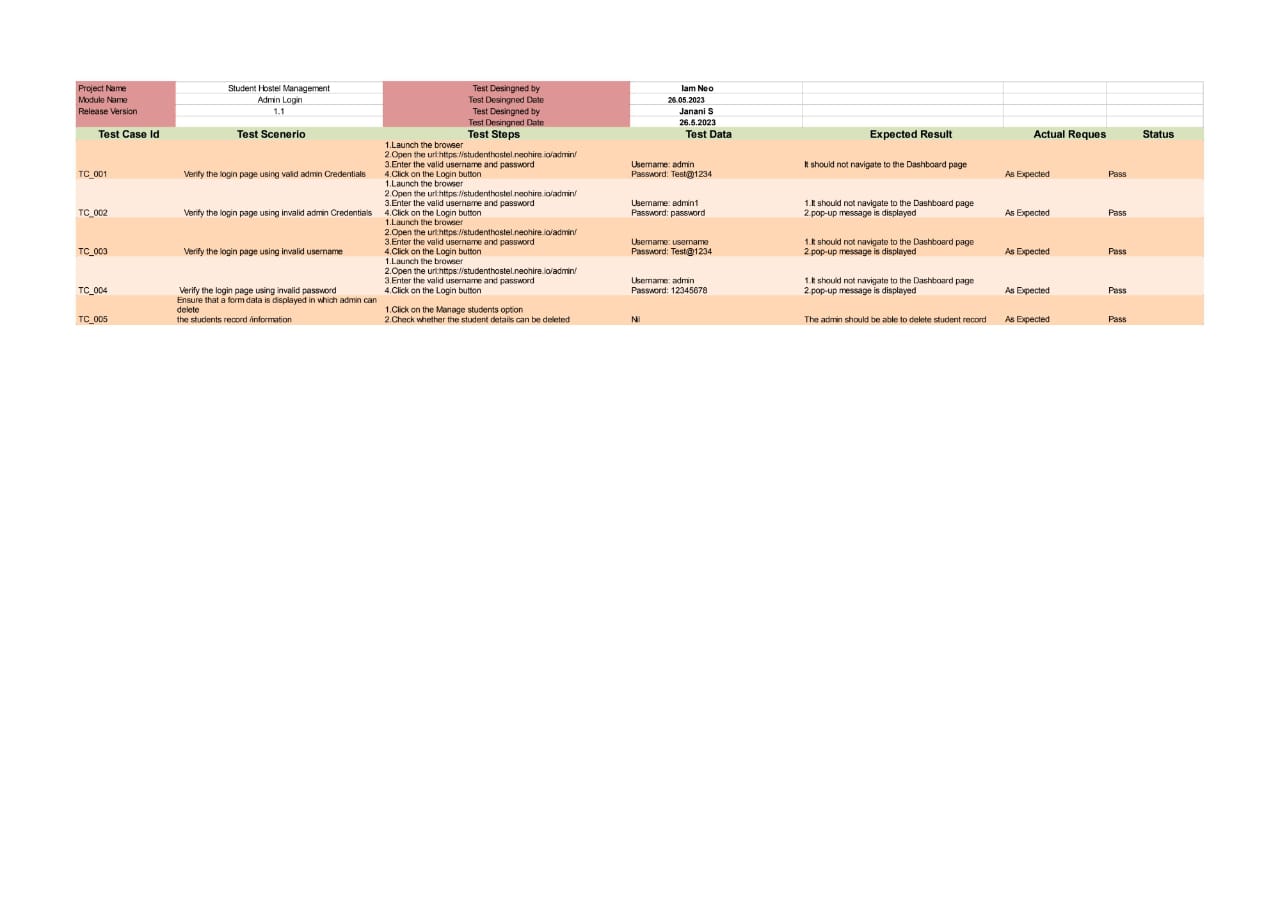 Project Name Student Hostel Management Test Desingned by Iam Neo
Module Name Admin Login Test Desingned Date 26.05.2023
Release Version 1.1 Test Desingned by Janani S
Test Desingned Date 26.5.2023
Test Case Id Test Scenerio Test Steps Test Data Expected Result Actual Reques Status
1.Launch the browser
2.Open the url:https://studenthostel.neohire.io/admin/
3.Enter the valid username and password Username: admin It should not navigate to the Dashboard page
TC_001 Verify the login page using valid admin Credentials 4.Click on the Login button Password: Test@1234 As Expected Pass
1.Launch the browser
2.Open the url:https://studenthostel.neohire.io/admin/
3.Enter the valid username and password Username: admin1 1.It should not navigate to the Dashboard page
TC_002 Verify the login page using invalid admin Credentials 4.Click on the Login button Password: password 2.pop-up message is displayed As Expected Pass
1.Launch the browser
2.Open the url:https://studenthostel.neohire.io/admin/
3.Enter the valid username and password Username: username 1.It should not navigate to the Dashboard page
TC_003 Verify the login page using invalid username 4.Click on the Login button Password: Test@1234 2.pop-up message is displayed As Expected Pass
1.Launch the browser
2.Open the url:https://studenthostel.neohire.io/admin/
3.Enter the valid username and password Username: admin 1.It should not navigate to the Dashboard page
TC_004 Verify the login page using invalid password 4.Click on the Login button Password: 12345678 2.pop-up message is displayed As Expected Pass
Ensure that a form data is displayed in which admin can
delete 1.Click on the Manage students option
TC_005 the students record /information 2.Check whether the student details can be deleted Nil The admin should be able to delete student record As Expected Pass